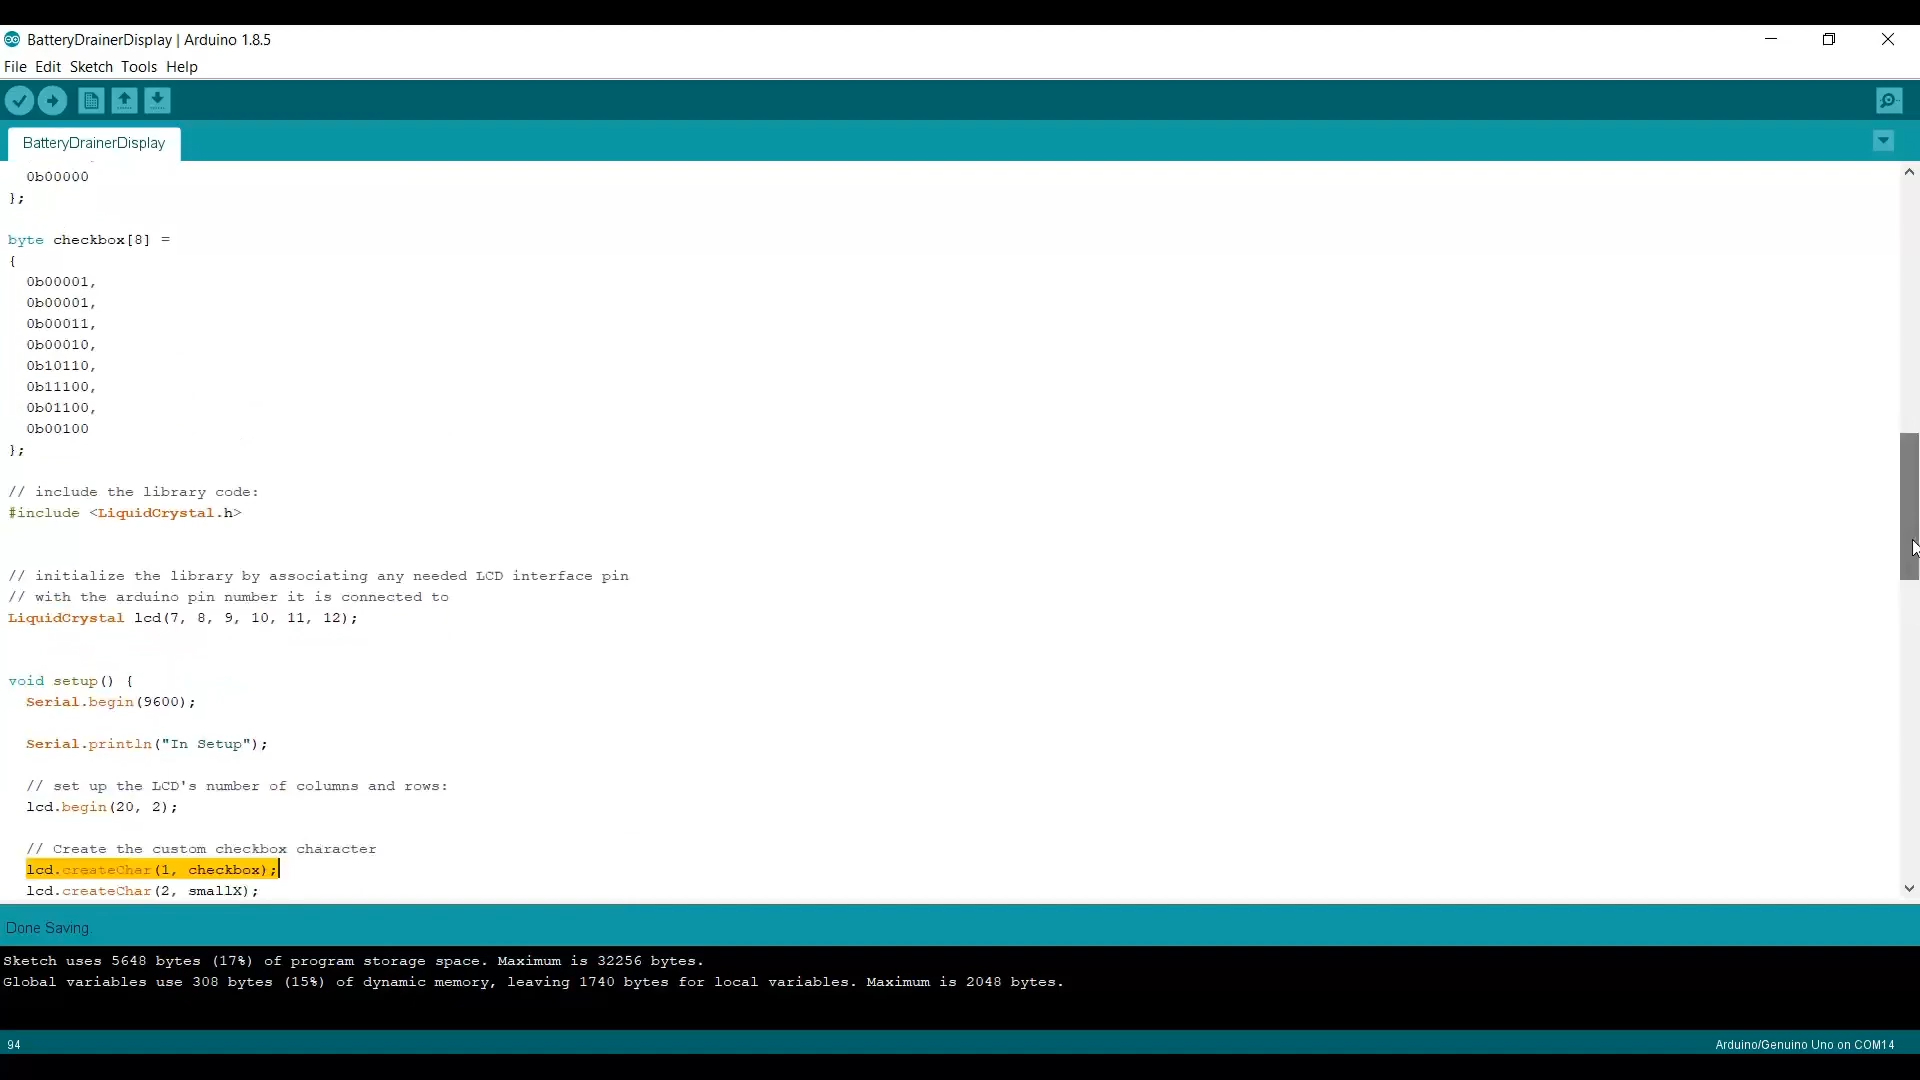 BatteryDrainerDisplay | Arduino 1.8.5
File Edit Sketch Tools Help
BatteryDrainerDisplay
0b00000
};
byte checkbox[8] =
{
0b00001,
0b00001,
0b00011,
0b00010,
0b10110,
0b11100,
0b01100,
0b00100
};
// include the library code:
#include <LiquidCrystal.h>
// initialize the library by associating any needed LCD interface pin
// with the arduino pin number it is connected to
LiquidCrystal lcd(7, 8, 9, 10, 11, 12);
void setup() {
Serial.begin(9600);
Serial.println("In Setup");
// set up the LCD's number of columns and rows:
lcd.begin(20, 2);
// Create the custom checkbox character
lcd.createChar(1, checkbox);
lcd.createChar(2, smallX);
Done Saving.
Sketch uses 5648 bytes (17%) of program storage space. Maximum is 32256 bytes.
Global variables use 308 bytes (15%) of dynamic memory, leaving 1740 bytes for local variables. Maximum is 2048 bytes.
94
Arduino/Genuino Uno on COM14